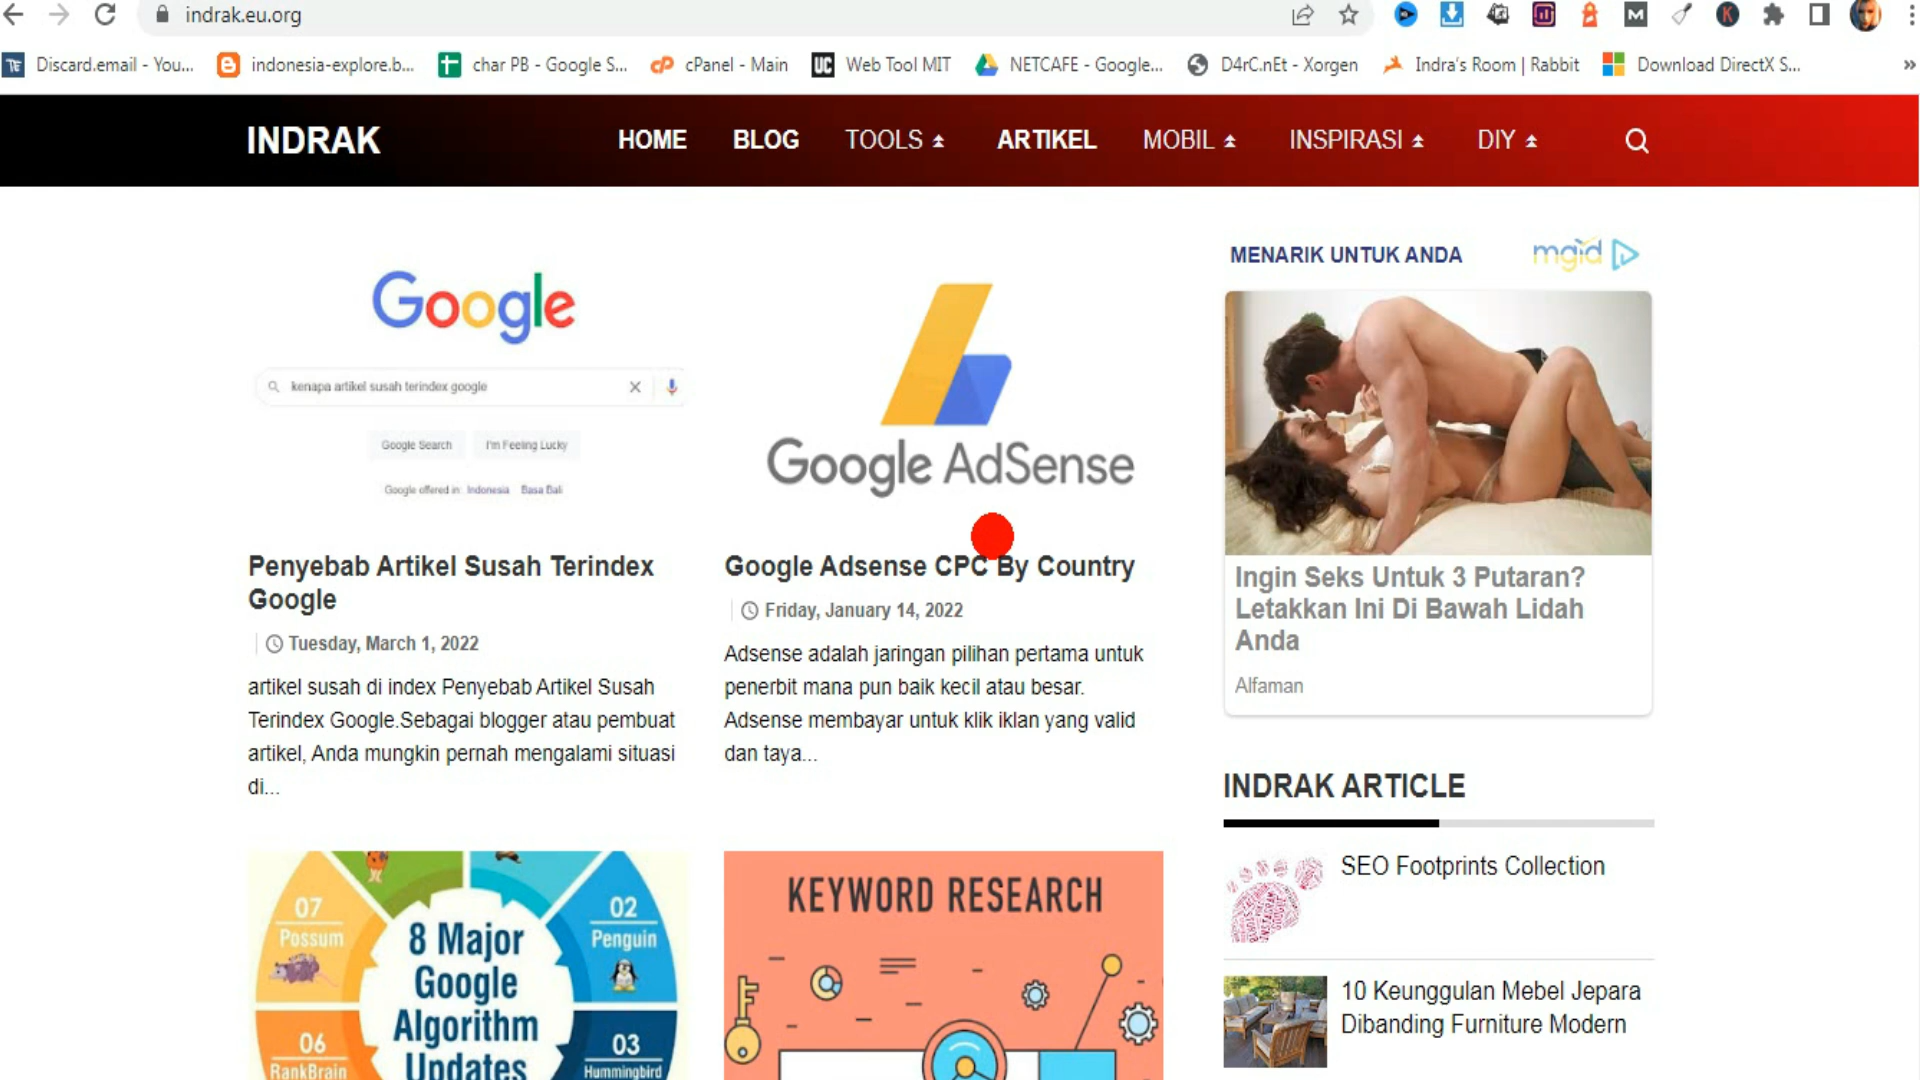 indrak.eu.org
Discard.email - You...
indonesia-explore.b...
char PB - Google S...
cPanel - Main
Web Tool MIT
NETCAFE - Google...
D4rC.nEt - Xorgen
Indra's Room | Rabbit
Download DirectX S...
»
INDRAK
HOME
BLOG
TOOLS
ARTIKEL
MOBIL
INSPIRASI
DIY
Google
kenapa artikel susah terindex google
Google Search
I'm Feeling Lucky
Google offered in: Indonesia Basa Bali
Penyebab Artikel Susah Terindex
Google
Tuesday, March 1, 2022
artikel susah di index Penyebab Artikel Susah
Terindex Google.Sebagai blogger atau pembuat
artikel, Anda mungkin pernah mengalami situasi
di...
Google AdSense
Google Adsense CPC By Country
Friday, January 14, 2022
Adsense adalah jaringan pilihan pertama untuk
penerbit mana pun baik kecil atau besar.
Adsense membayar untuk klik iklan yang valid
dan taya...
MENARIK UNTUK ANDA
mgid
Ingin Seks Untuk 3 Putaran?
Letakkan Ini Di Bawah Lidah
Anda
Alfaman
INDRAK ARTICLE
SEO Footprints Collection
10 Keunggulan Mebel Jepara
Dibanding Furniture Modern
07
Possum
02
Penguin
8 Major
Google
Algorithm
Updates
06
RankBrain
03
Hummingbird
KEYWORD RESEARCH